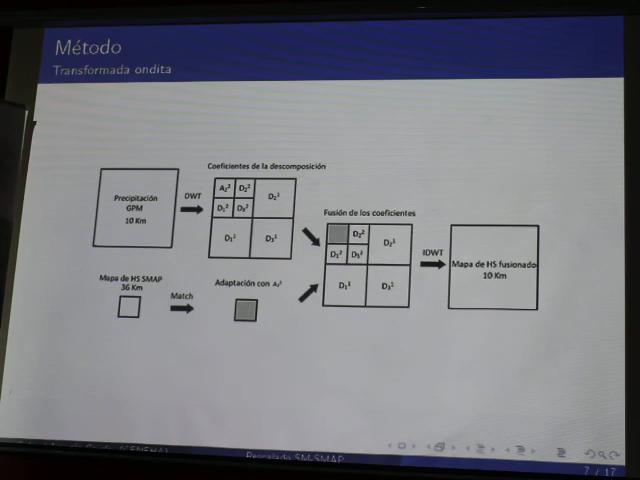 Método
Transformada ondita
Coeficientes de la descomposición
Precipitación
GPM
10 Km
DWT
A₂² D₂² D₂¹
D₁² D₃²
D₁¹ D₃¹
Fusión de los coeficientes
D₂² D₂¹
D₁² D₃²
D₁¹ D₃¹
IDWT
Mapa de HS fusionado
10 Km
Mapa de HS SMAP
36 Km
Match
Adaptación con A₂²
SM-SMAP
7 / 17